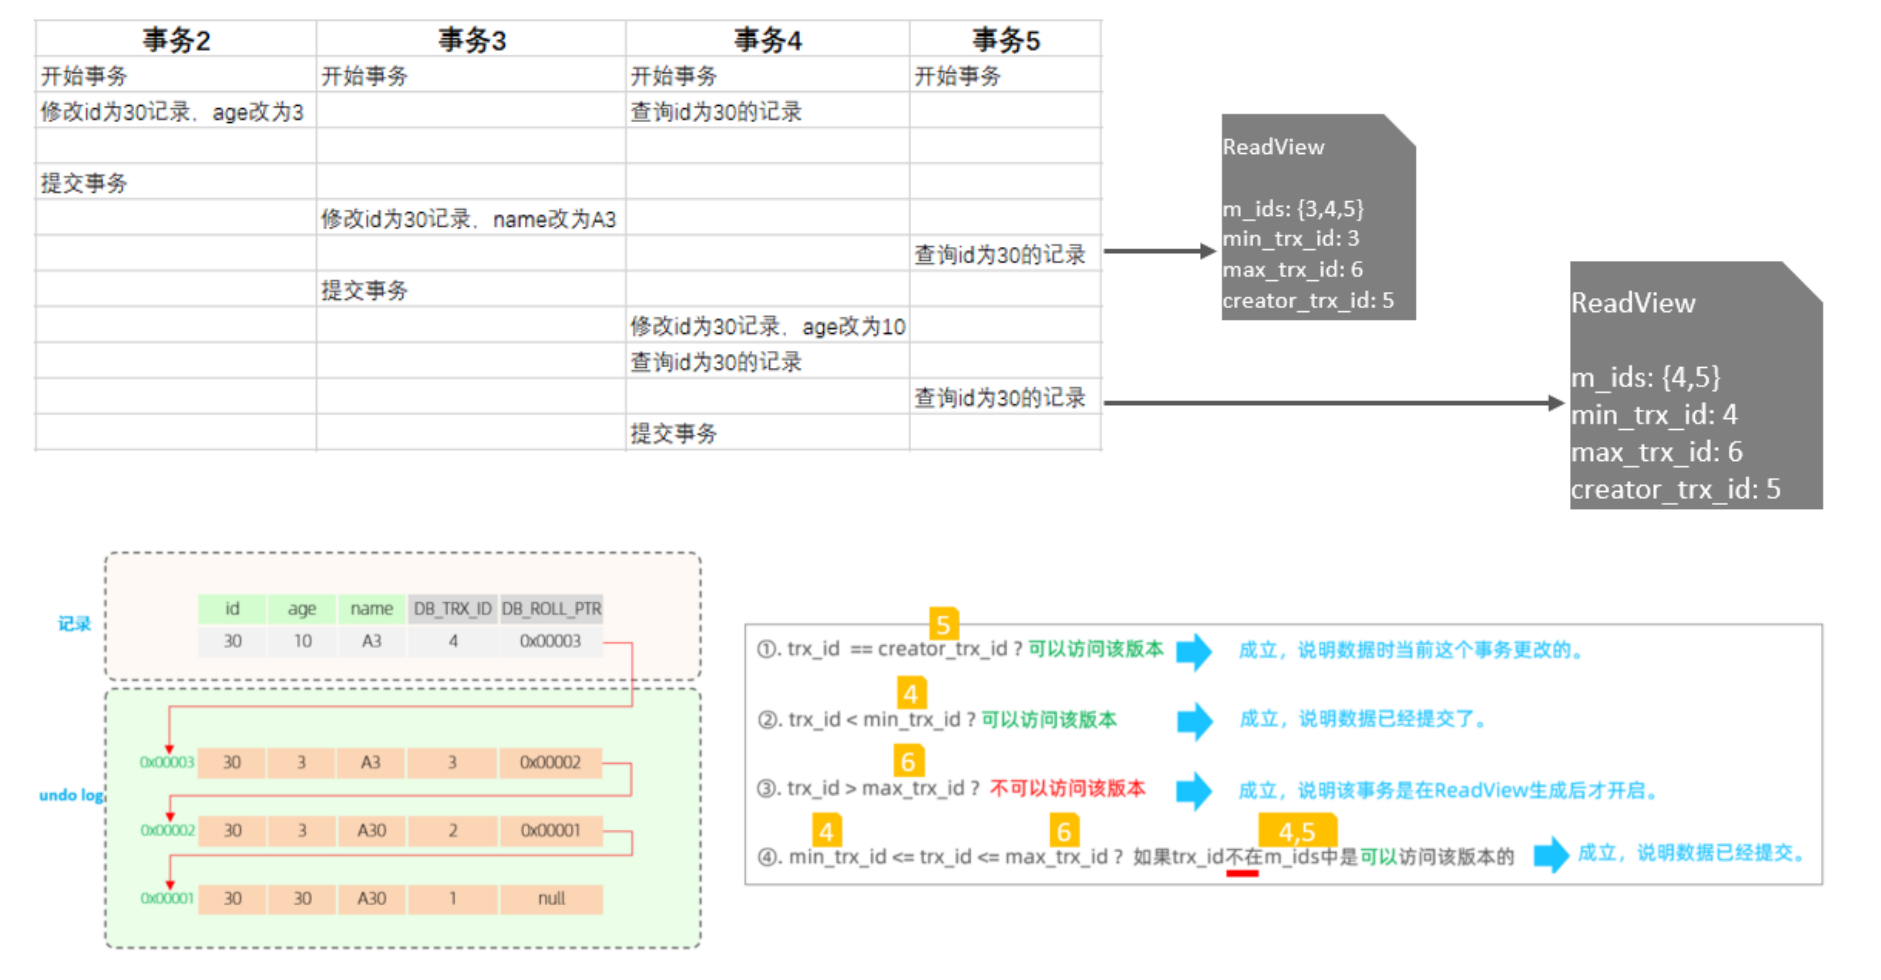 事务2 事务3 事务4 事务5
开始事务 开始事务 开始事务 开始事务
修改id为30记录，age改为3 查询id为30的记录
提交事务
修改id为30记录，name改为A3
查询id为30的记录
提交事务
修改id为30记录，age改为10
查询id为30的记录
查询id为30的记录
提交事务
ReadView
m_ids: {3,4,5}
min_trx_id: 3
max_trx_id: 6
creator_trx_id: 5
ReadView
m_ids: {4,5}
min_trx_id: 4
max_trx_id: 6
creator_trx_id: 5
记录
id age name DB_TRX_ID DB_ROLL_PTR
30 10 A3 4 0x00003
undo log
0x00003 30 3 A3 3 0x00002
0x00002 30 3 A30 2 0x00001
0x00001 30 30 A30 1 null
5
①. trx_id == creator_trx_id ? 可以访问该版本 成立，说明数据时当前这个事务更改的。
4
②. trx_id < min_trx_id ? 可以访问该版本 成立，说明数据已经提交了。
6
③. trx_id > max_trx_id ? 不可以访问该版本 成立，说明该事务是在ReadView生成后才开启。
4 6 4,5
④. min_trx_id <= trx_id <= max_trx_id ? 如果trx_id不在m_ids中是可以访问该版本的 成立，说明数据已经提交。